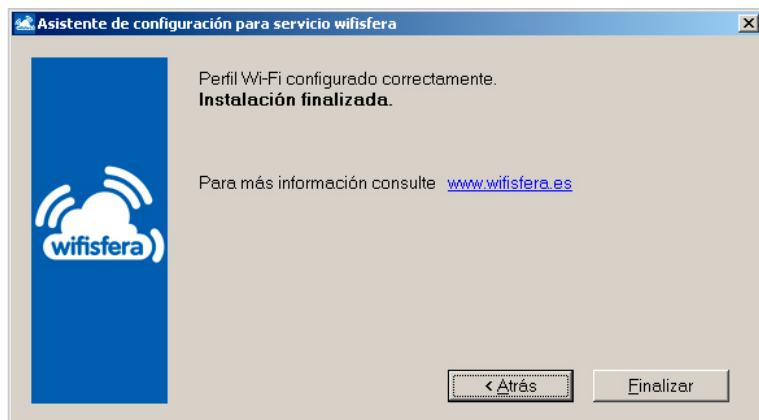 Asistente de configuración para servicio wifisfera
Perfil Wi-Fi configurado correctamente.
Instalación finalizada.
Para más información consulte www.wifisfera.es
wifisfera
< Atrás
Finalizar